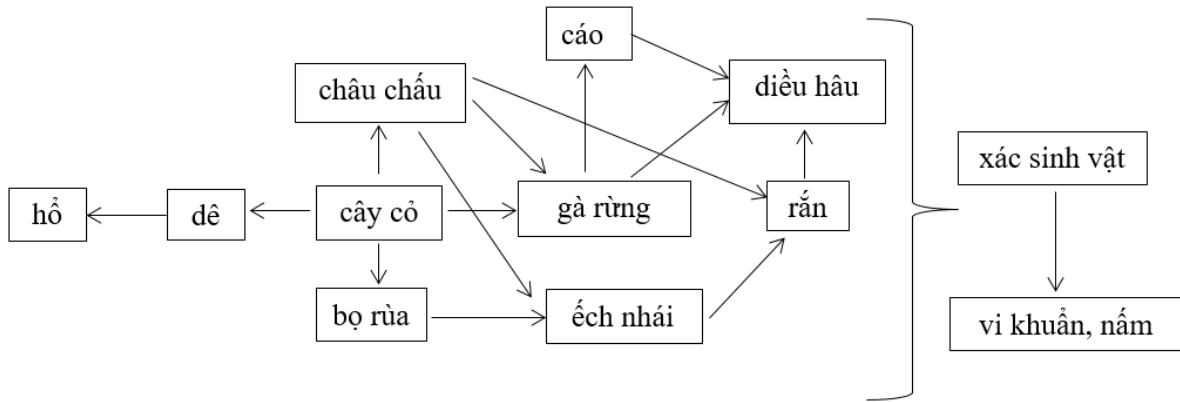 cáo
châu chấu
diều hâu
xác sinh vật
hổ
dê
cây cỏ
gà rừng
rắn
bọ rùa
ếch nhái
vi khuẩn, nấm